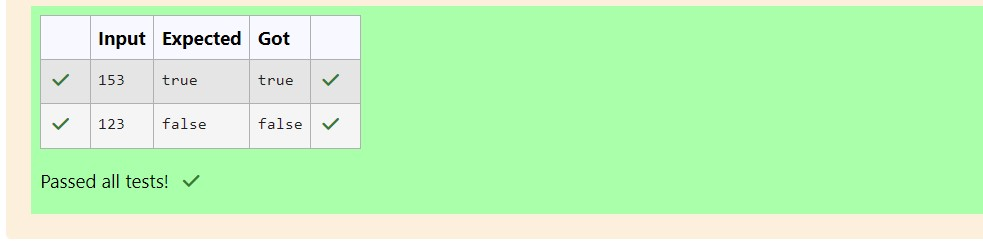 Input Expected Got
153 true true
123 false false
Passed all tests!